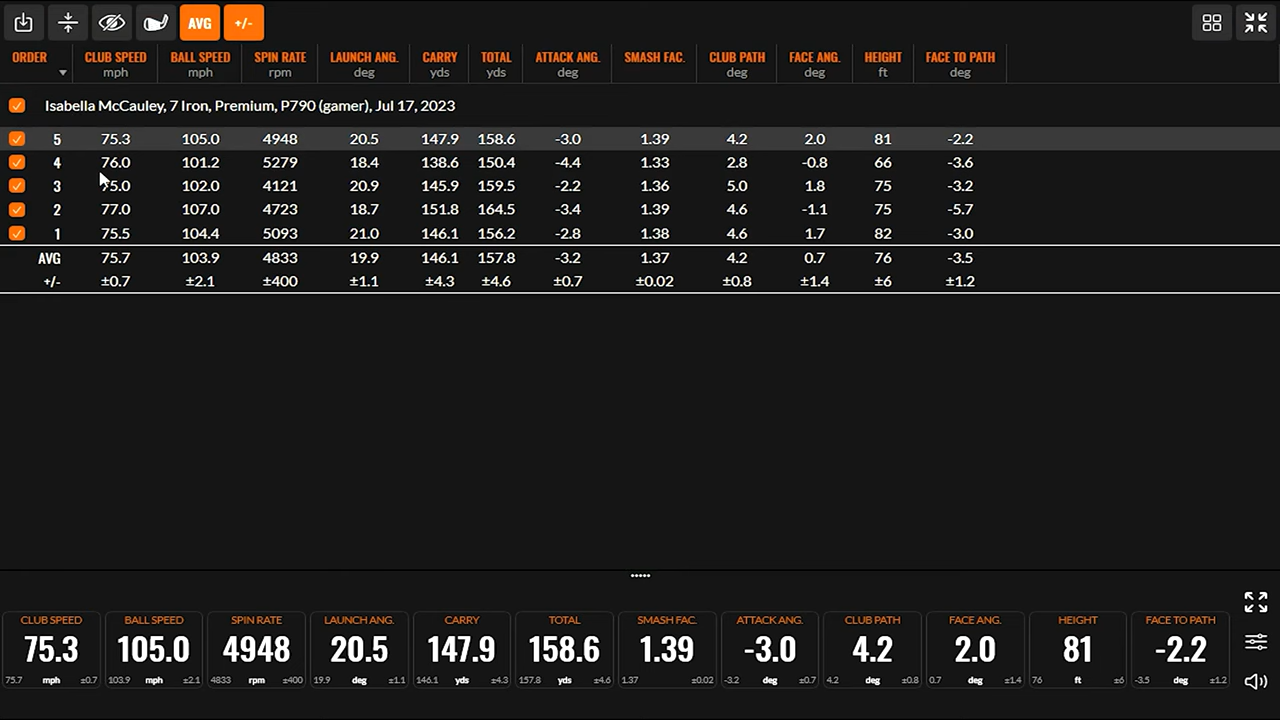 AVG +/-
ORDER CLUB SPEED BALL SPEED SPIN RATE LAUNCH ANG. CARRY TOTAL ATTACK ANG. SMASH FAC. CLUB PATH FACE ANG. HEIGHT FACE TO PATH
mph mph rpm deg yds yds deg deg deg ft deg
Isabella McCauley, 7 Iron, Premium, P790 (gamer), Jul 17, 2023
5 75.3 105.0 4948 20.5 147.9 158.6 -3.0 1.39 4.2 2.0 81 -2.2
4 76.0 101.2 5279 18.4 138.6 150.4 -4.4 1.33 2.8 -0.8 66 -3.6
3 75.0 102.0 4121 20.9 145.9 159.5 -2.2 1.36 5.0 1.8 75 -3.2
2 77.0 107.0 4723 18.7 151.8 164.5 -3.4 1.39 4.6 -1.1 75 -5.7
1 75.5 104.4 5093 21.0 146.1 156.2 -2.8 1.38 4.6 1.7 82 -3.0
AVG 75.7 103.9 4833 19.9 146.1 157.8 -3.2 1.37 4.2 0.7 76 -3.5
+/- ±0.7 ±2.1 ±400 ±1.1 ±4.3 ±4.6 ±0.7 ±0.02 ±0.8 ±1.4 ±6 ±1.2
CLUB SPEED BALL SPEED SPIN RATE LAUNCH ANG. CARRY TOTAL SMASH FAC. ATTACK ANG. CLUB PATH FACE ANG. HEIGHT FACE TO PATH
75.3 105.0 4948 20.5 147.9 158.6 1.39 -3.0 4.2 2.0 81 -2.2
75.7 mph ±0.7 103.9 mph ±2.1 4833 rpm ±400 19.9 deg ±1.1 146.1 yds ±4.3 157.8 yds ±4.6 1.37 ±0.02 -3.2 deg ±0.7 4.2 deg ±0.8 0.7 deg ±1.4 76 ft ±6 -3.5 deg ±1.2